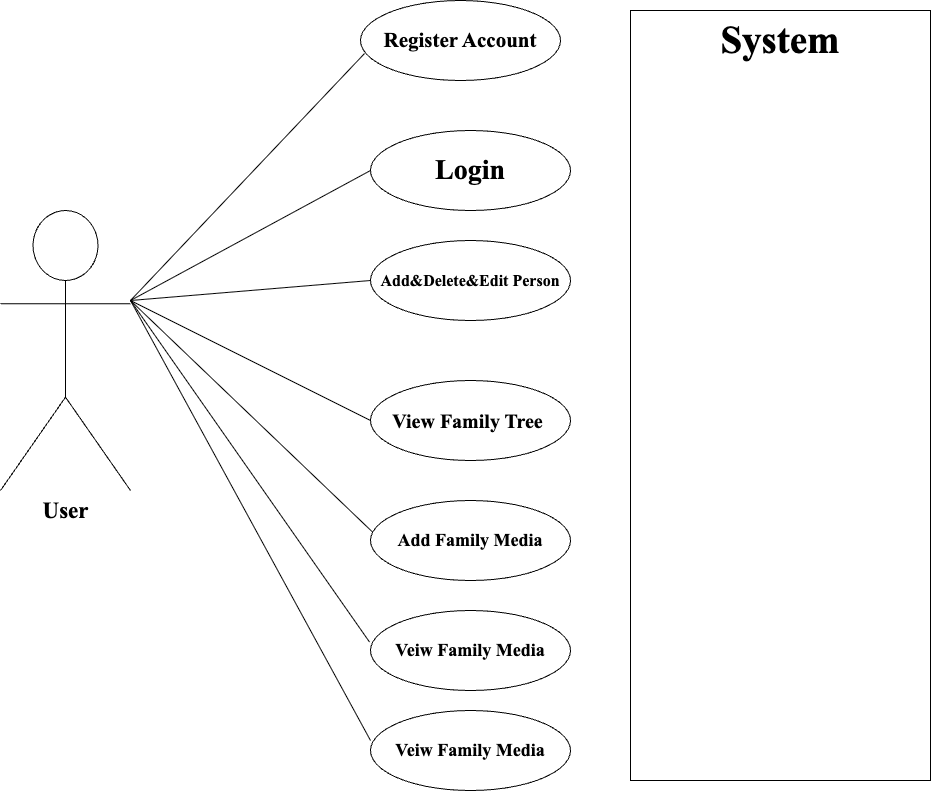 Register Account
System
Login
Add&Delete&Edit Person
View Family Tree
User
Add Family Media
Veiw Family Media
Veiw Family Media